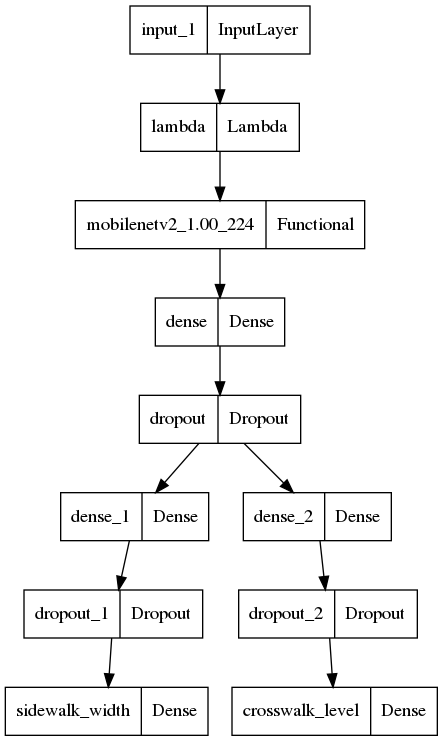 input_1 InputLayer
lambda Lambda
mobilenetv2_1.00_224 Functional
dense Dense
dropout Dropout
dense_1 Dense dense_2 Dense
dropout_1 Dropout dropout_2 Dropout
sidewalk_width Dense crosswalk_level Dense